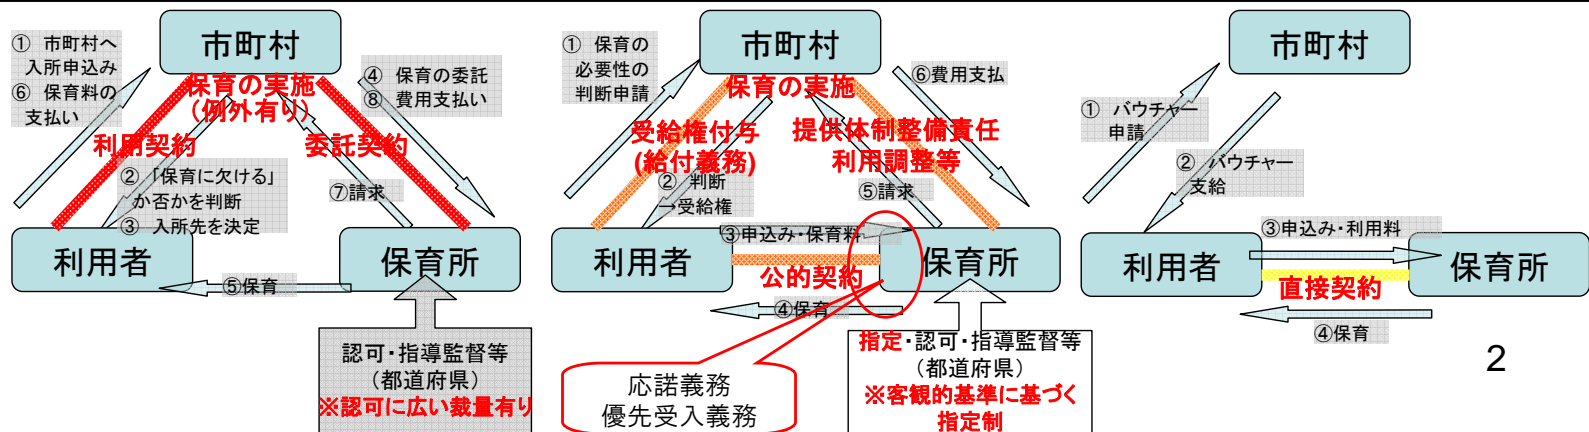 市町村
① 市町村へ
入所申込み
⑥ 保育料の
支払い
④ 保育の委託
⑧ 費用支払い
保育の実施
(例外有り)
利用契約
委託契約
② 「保育に欠ける」
か否かを判断
③ 入所先を決定
⑦請求
利用者
保育所
⑤保育
認可・指導監督等
(都道府県)
※認可に広い裁量有り
市町村
① 保育の
必要性の
判断申請
⑥費用支払
保育の実施
受給権付与
(給付義務)
提供体制整備責任
利用調整等
② 判断
→受給権
⑤請求
利用者
③申込み・保育料
保育所
公的契約
④保育
応諾義務
優先受入義務
指定・認可・指導監督等
(都道府県)
※客観的基準に基づく
指定制
市町村
① バウチャー
申請
② バウチャー
支給
③申込み・利用料
利用者
保育所
直接契約
④保育
2